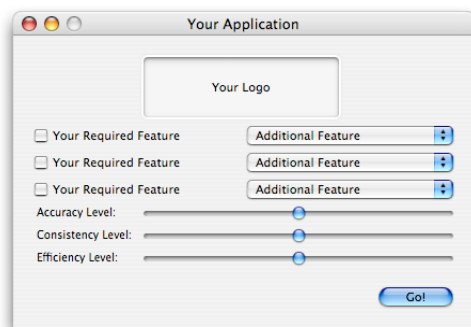 Your Application
Your Logo
Your Required Feature Additional Feature
Your Required Feature Additional Feature
Your Required Feature Additional Feature
Accuracy Level:
Consistency Level:
Efficiency Level:
Go!